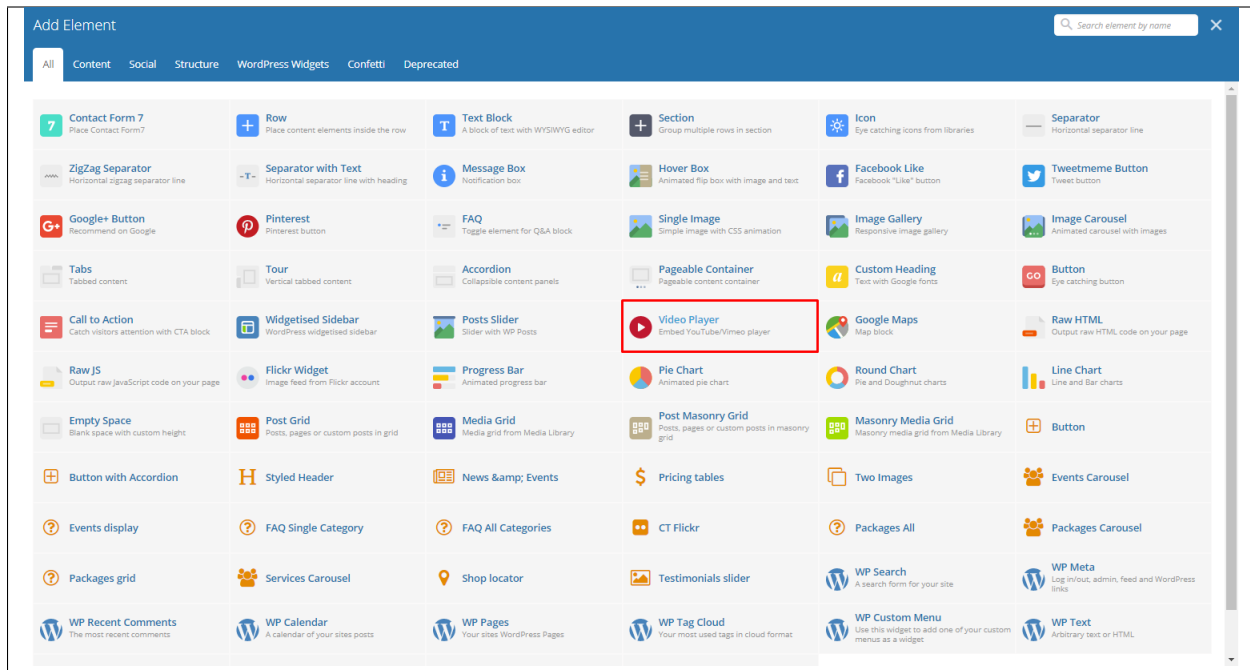 Add Element
Search element by name
All Content Social Structure WordPress Widgets Confetti Deprecated
Contact Form 7
Place Contact Form7
Row
Place content elements inside the row
Text Block
A block of text with WYSIWYG editor
Section
Group multiple rows in section
Icon
Eye catching icons from libraries
Separator
Horizontal separator line
ZigZag Separator
Horizontal zigzag separator line
Separator with Text
Horizontal separator line with heading
Message Box
Notification box
Hover Box
Animated flip box with image and text
Facebook Like
Facebook "Like" button
Tweetmeme Button
Tweet button
Google+ Button
Recommend on Google
Pinterest
Pinterest button
FAQ
Toggle element for Q&A block
Single Image
Simple image with CSS animation
Image Gallery
Responsive image gallery
Image Carousel
Animated carousel with images
Tabs
Tabbed content
Tour
Vertical tabbed content
Accordion
Collapsible content panels
Pageable Container
Pageable content container
Custom Heading
Text with Google fonts
GO
Button
Eye catching button
Call to Action
Catch visitors attention with CTA block
Widgetised Sidebar
WordPress widgetised sidebar
Posts Slider
Slider with WP Posts
Video Player
Embed YouTube/Vimeo player
Google Maps
Map block
Raw HTML
Output raw HTML code on your page
Raw JS
Output raw JavaScript code on your page
Flickr Widget
Image feed from Flickr account
Progress Bar
Animated progress bar
Pie Chart
Animated pie chart
Round Chart
Pie and Doughnut charts
Line Chart
Line and Bar charts
Empty Space
Blank space with custom height
Post Grid
Posts, pages or custom posts in grid
Media Grid
Media grid from Media Library
Post Masonry Grid
Posts, pages or custom posts in masonry
grid
Masonry Media Grid
Masonry media grid from Media Library
Button
Button with Accordion
Styled Header
News &amp; Events
Pricing tables
Two Images
Events Carousel
Events display
FAQ Single Category
FAQ All Categories
CT Flickr
Packages All
Packages Carousel
Packages grid
Services Carousel
Shop locator
Testimonials slider
WP Search
A search form for your site
WP Meta
Log in/out, admin, feed and WordPress
links
WP Recent Comments
The most recent comments
WP Calendar
A calendar of your sites posts
WP Pages
Your sites WordPress Pages
WP Tag Cloud
Your most used tags in cloud format
WP Custom Menu
Use this widget to add one of your custom
menus as a widget
WP Text
Arbitrary text or HTML